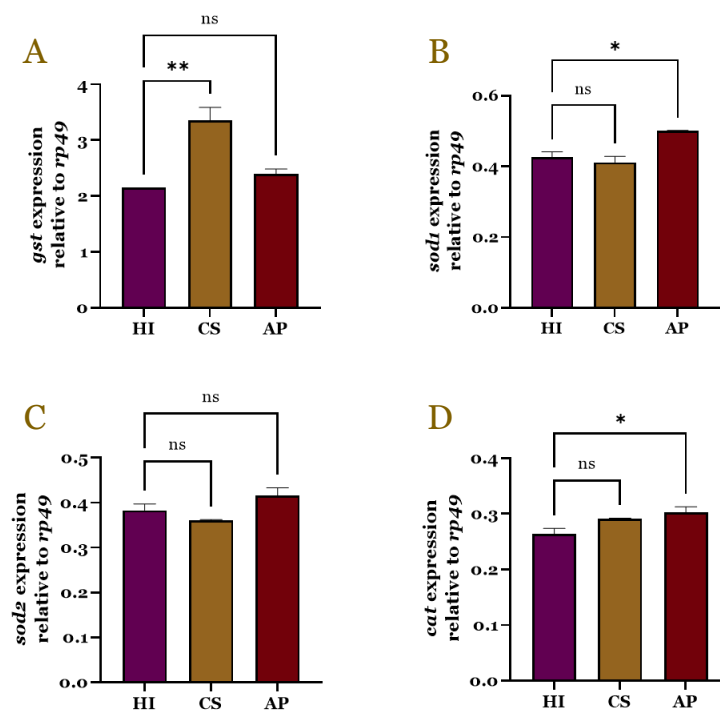 A
ns
**
4
3
2
1
0
gst expression
relative to rp49
HI CS AP
B
*
ns
0.6
0.4
0.2
0.0
sod1 expression
relative to rp49
HI CS AP
C
ns
ns
0.5
0.4
0.3
0.2
0.1
0.0
sod2 expression
relative to rp49
HI CS AP
D
*
ns
0.4
0.3
0.2
0.1
0.0
cat expression
relative to rp49
HI CS AP